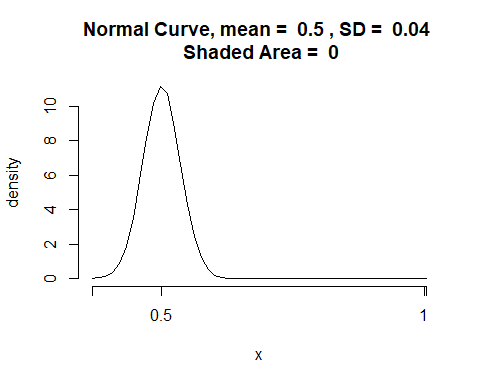 Normal Curve, mean =  0.5 , SD =  0.04
Shaded Area =  0
density
10
8
6
4
2
0
0.5
1
x